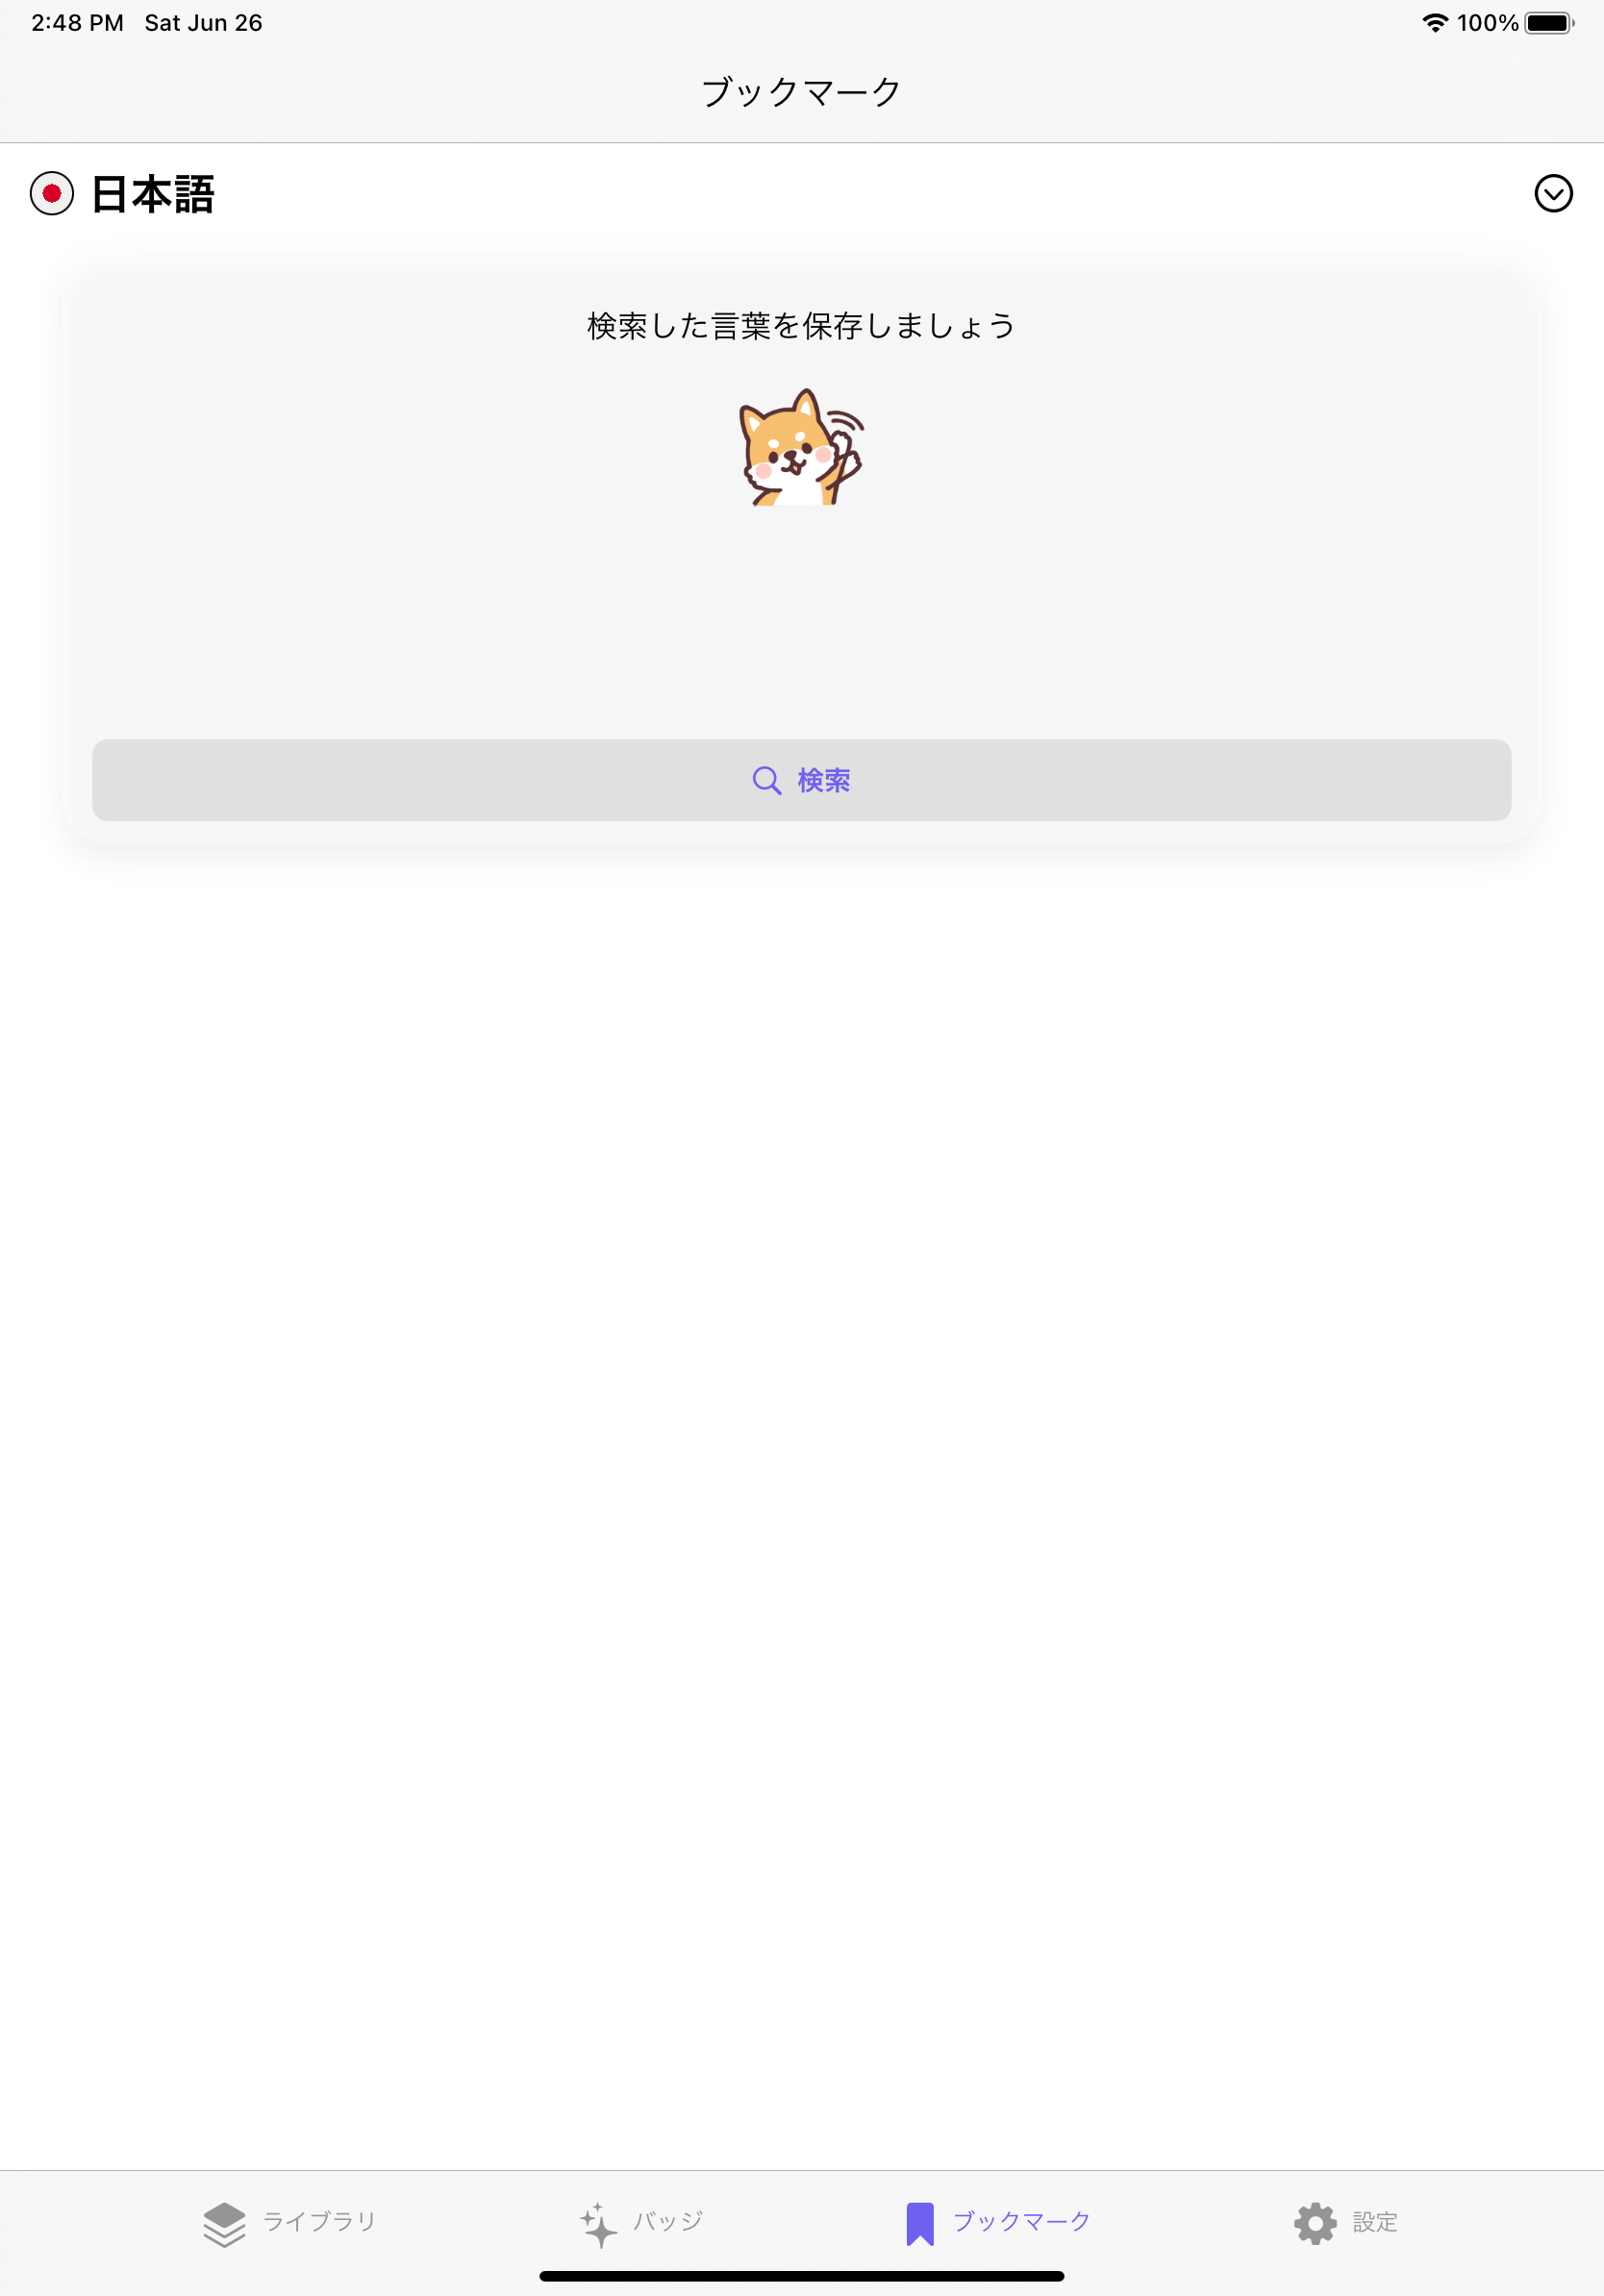 2:48 PM Sat Jun 26 100%
ブックマーク
日本語
検索した言葉を保存しましょう
検索
ライブラリ バッジ ブックマーク 設定